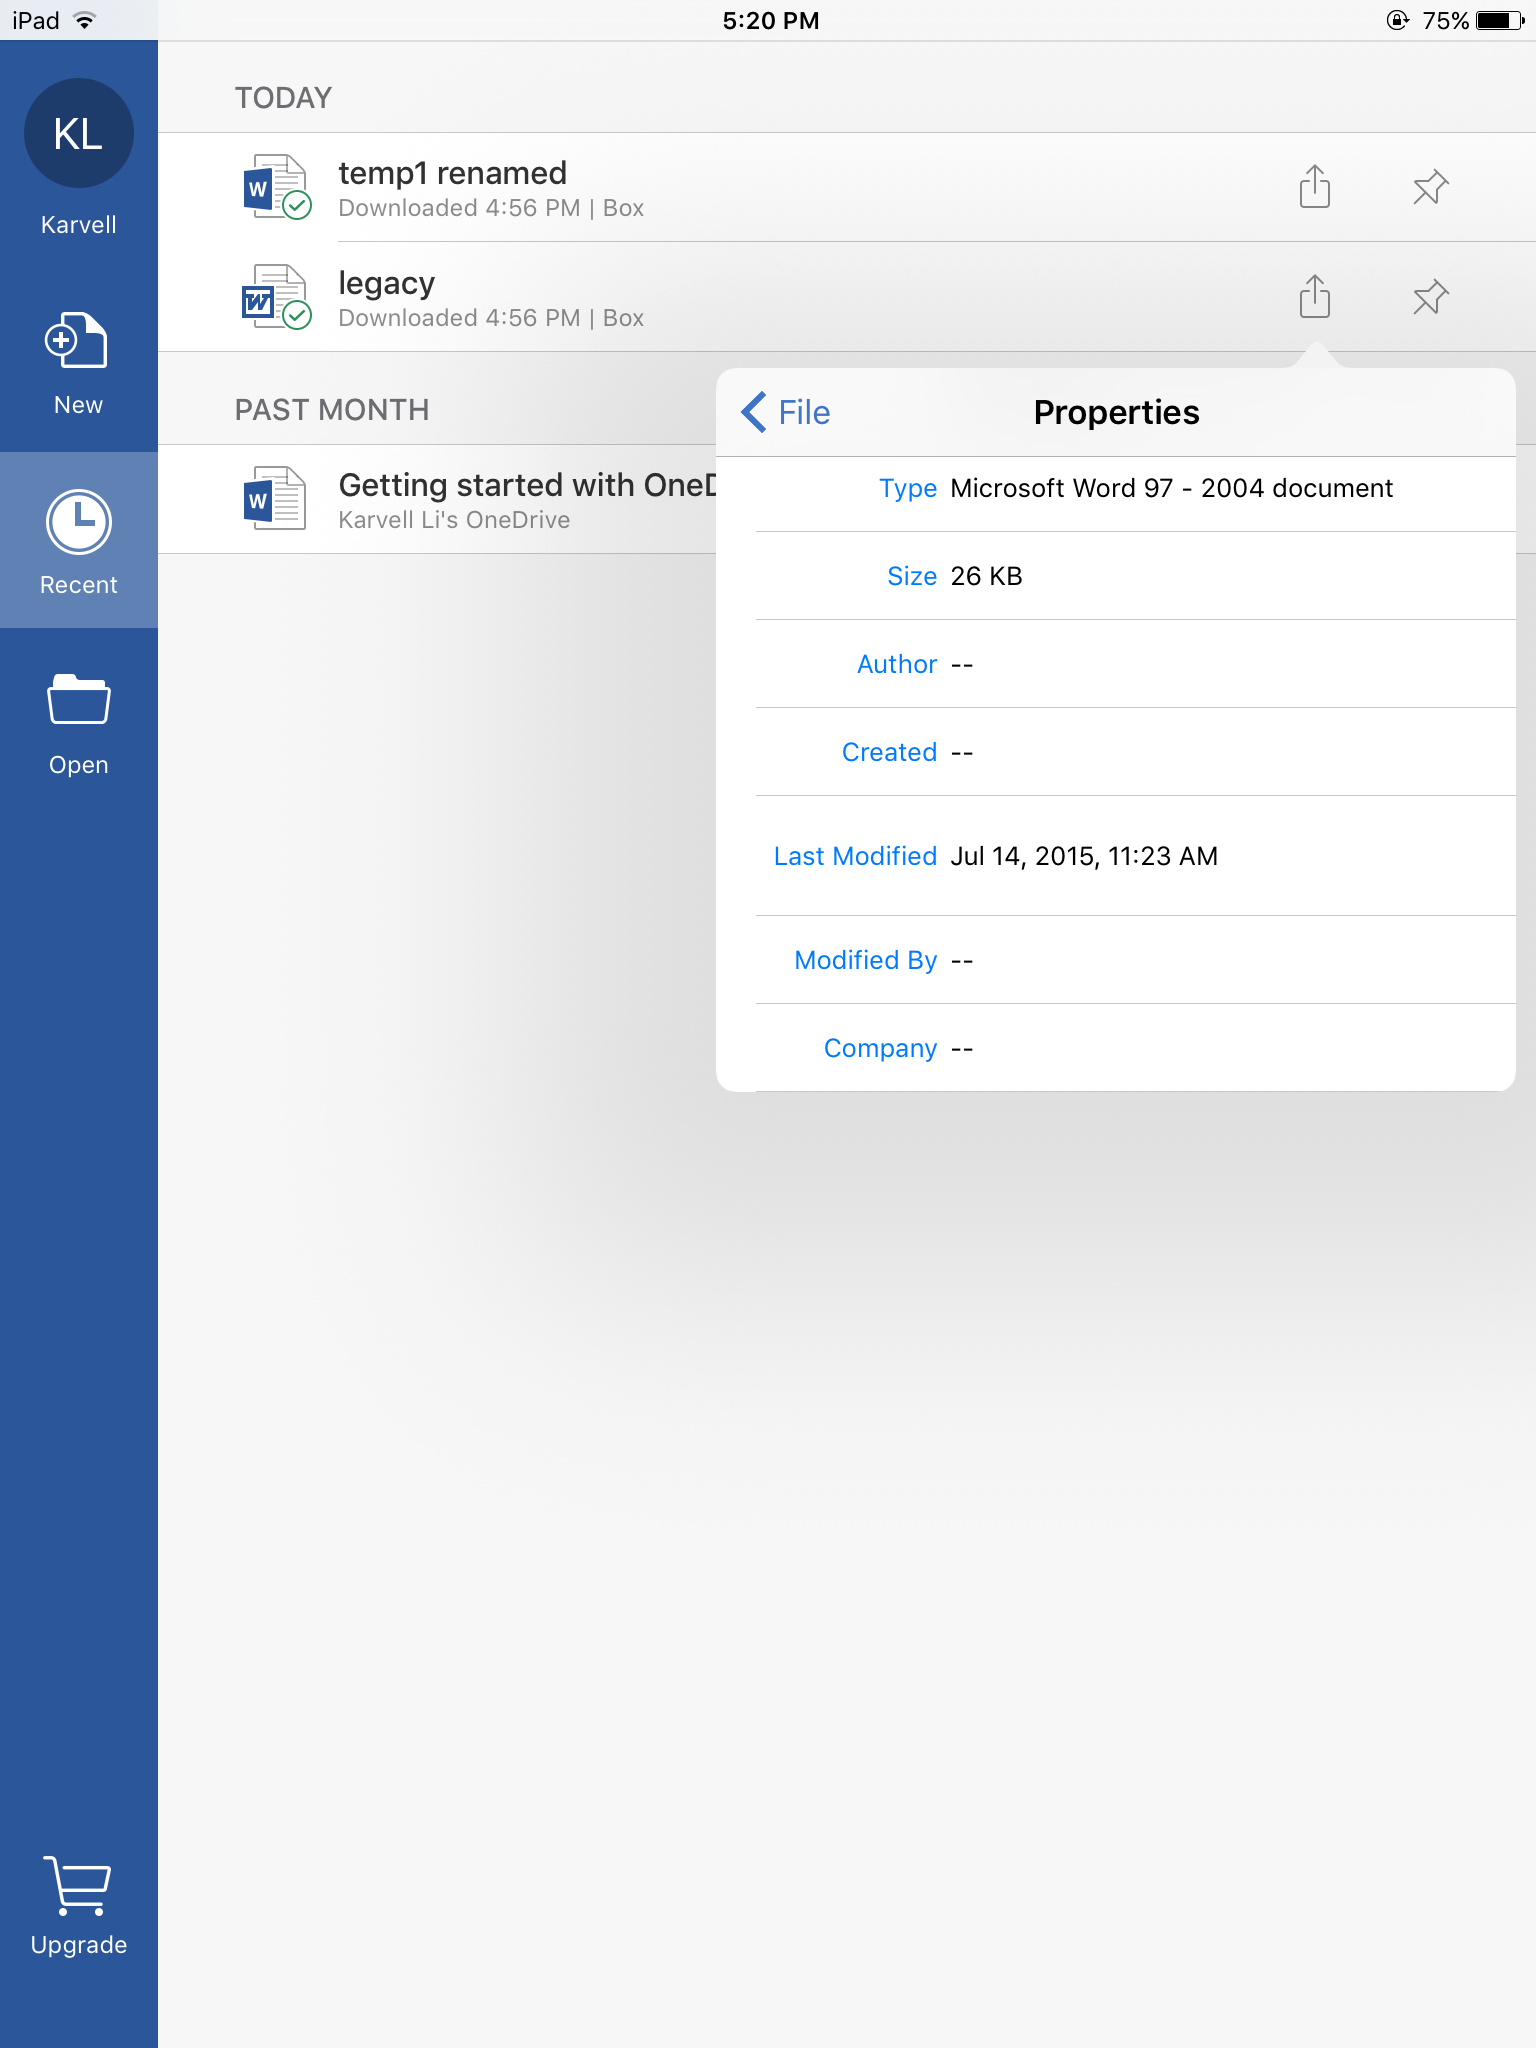 iPad
5:20 PM
75%
KL
Karvell
New
Recent
Open
Upgrade
TODAY
temp1 renamed
Downloaded 4:56 PM | Box
legacy
Downloaded 4:56 PM | Box
PAST MONTH
Getting started with OneD
Karvell Li's OneDrive
File
Properties
Type Microsoft Word 97 - 2004 document
Size 26 KB
Author --
Created --
Last Modified Jul 14, 2015, 11:23 AM
Modified By --
Company --